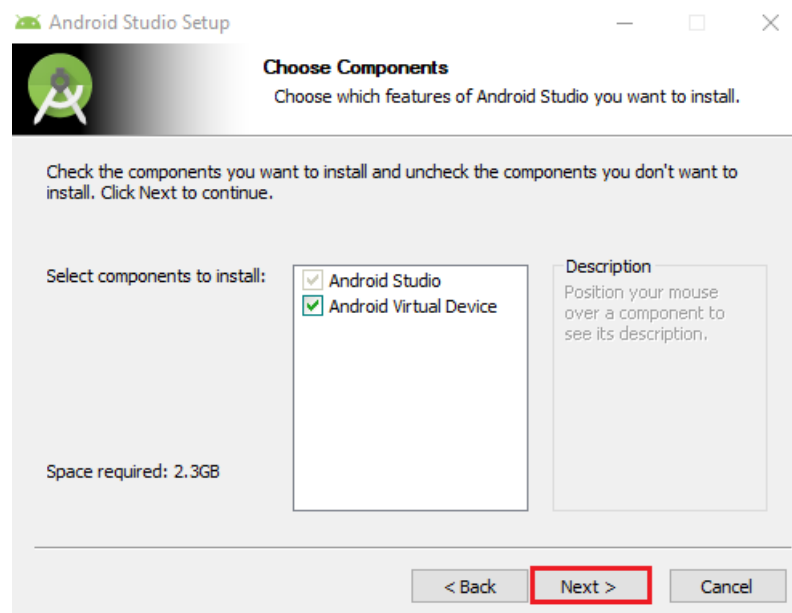 Android Studio Setup
Choose Components
Choose which features of Android Studio you want to install.
Check the components you want to install and uncheck the components you don't want to
install. Click Next to continue.
Select components to install:
Android Studio
Android Virtual Device
Description
Position your mouse
over a component to
see its description.
Space required: 2.3GB
< Back
Next >
Cancel